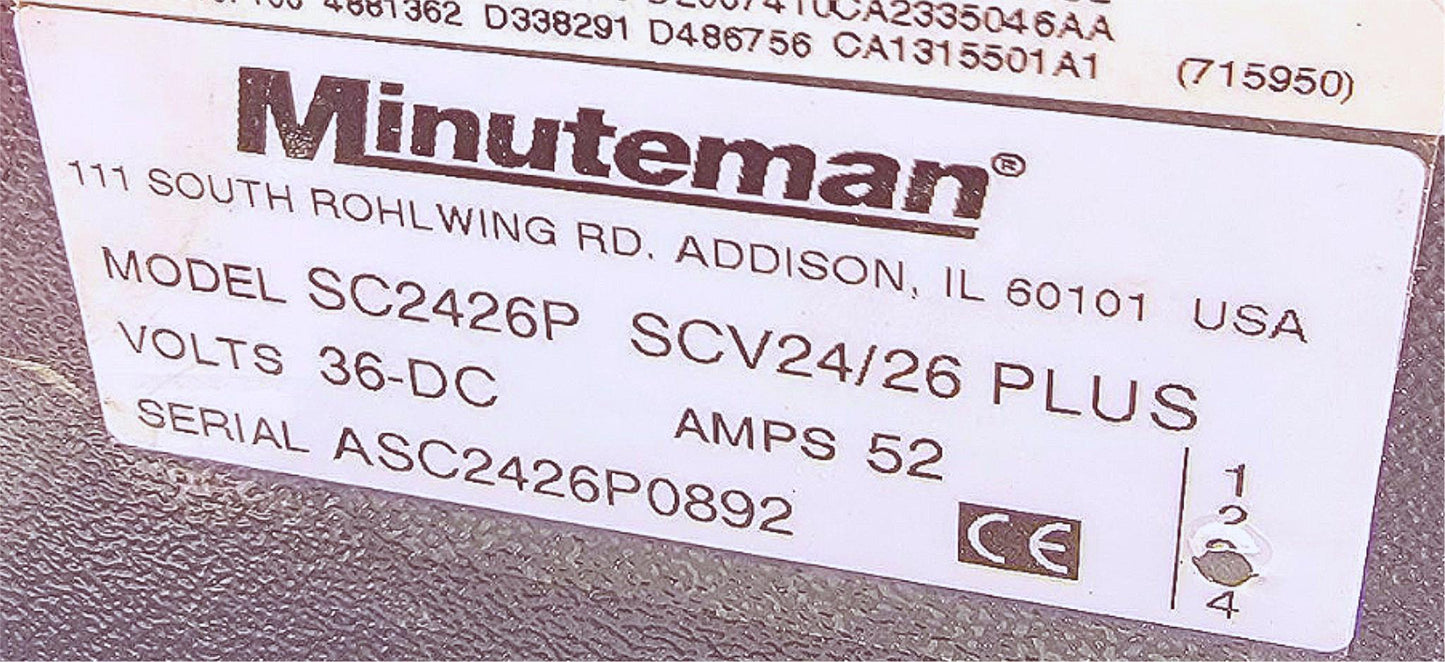 4661362 D338291 D486756 CA1315501A1 (715950)
Minuteman®
111 SOUTH ROHLWING RD. ADDISON, IL 60101 USA
MODEL SC2426P SCV24/26 PLUS
VOLTS 36-DC AMPS 52
SERIAL ASC2426P0892
CE
1
2
4